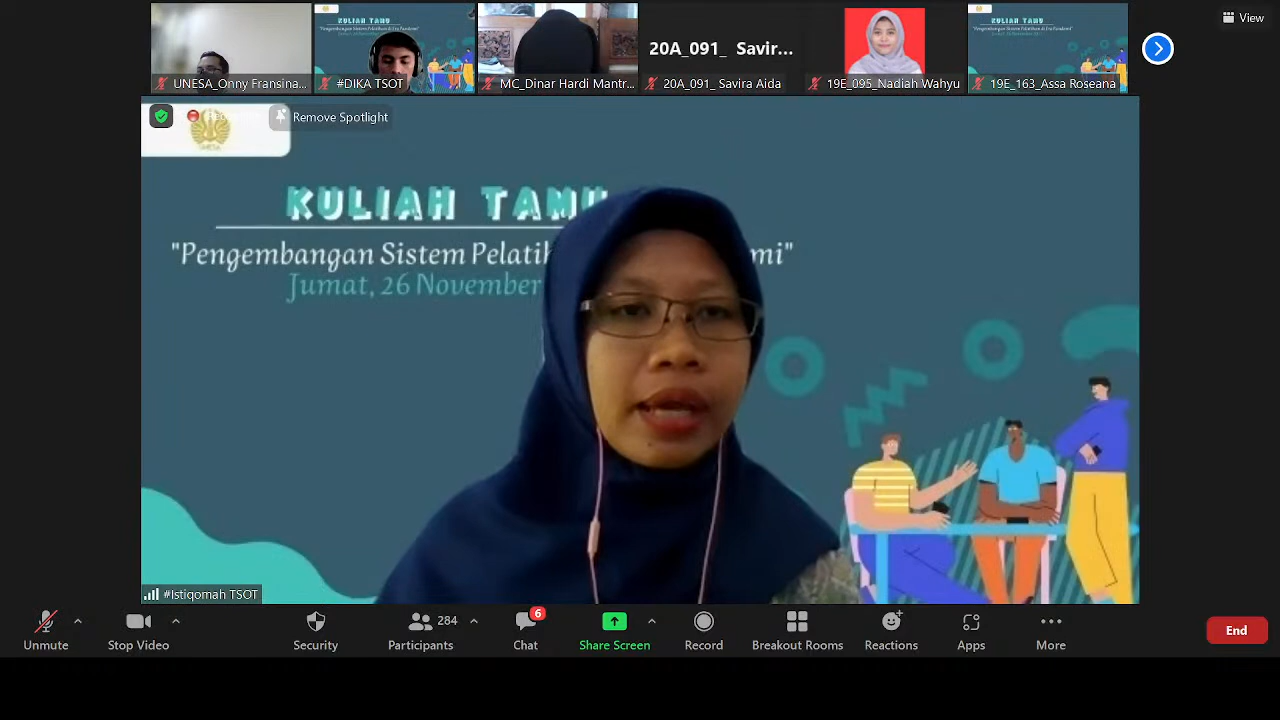 View
UNESA_Onny Fransina...
#DIKA TSOT
MC_Dinar Hardi Mantr...
20A_091_ Savir...
20A_091_ Savira Aida
19E_095_Nadiah Wahyu
KULIAH TAMU
19E_163_Assa Roseana
Remove Spotlight
UNESA
KULIAH TAMU
"Pengembangan Sistem Pelatih mi"
Jumat, 26 November
#Istiqomah TSOT
Unmute
Stop Video
Security
284
Participants
6
Chat
Share Screen
Record
Breakout Rooms
Reactions
Apps
More
End